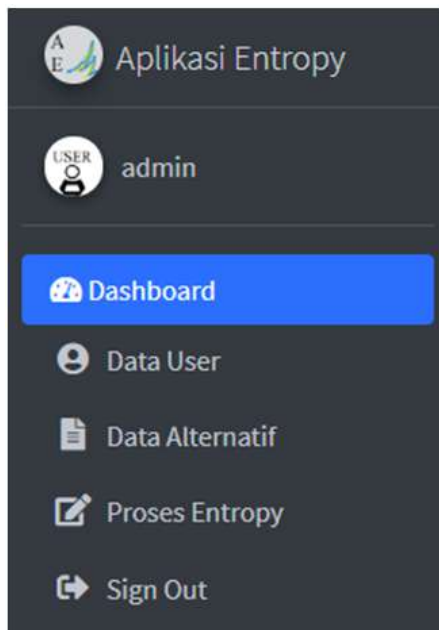 A
E
Aplikasi Entropy
USER
admin
Dashboard
Data User
Data Alternatif
Proses Entropy
Sign Out